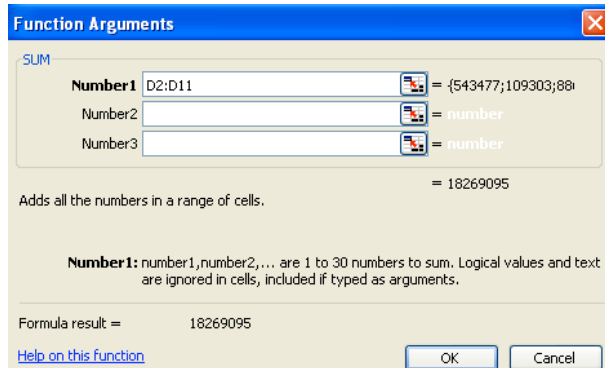 Function Arguments
SUM
Number1 D2:D11 = {543477;109303;88
Number2 = number
Number3 = number
= 18269095
Adds all the numbers in a range of cells.
Number1: number1,number2,... are 1 to 30 numbers to sum. Logical values and text
are ignored in cells, included if typed as arguments.
Formula result = 18269095
Help on this function OK Cancel